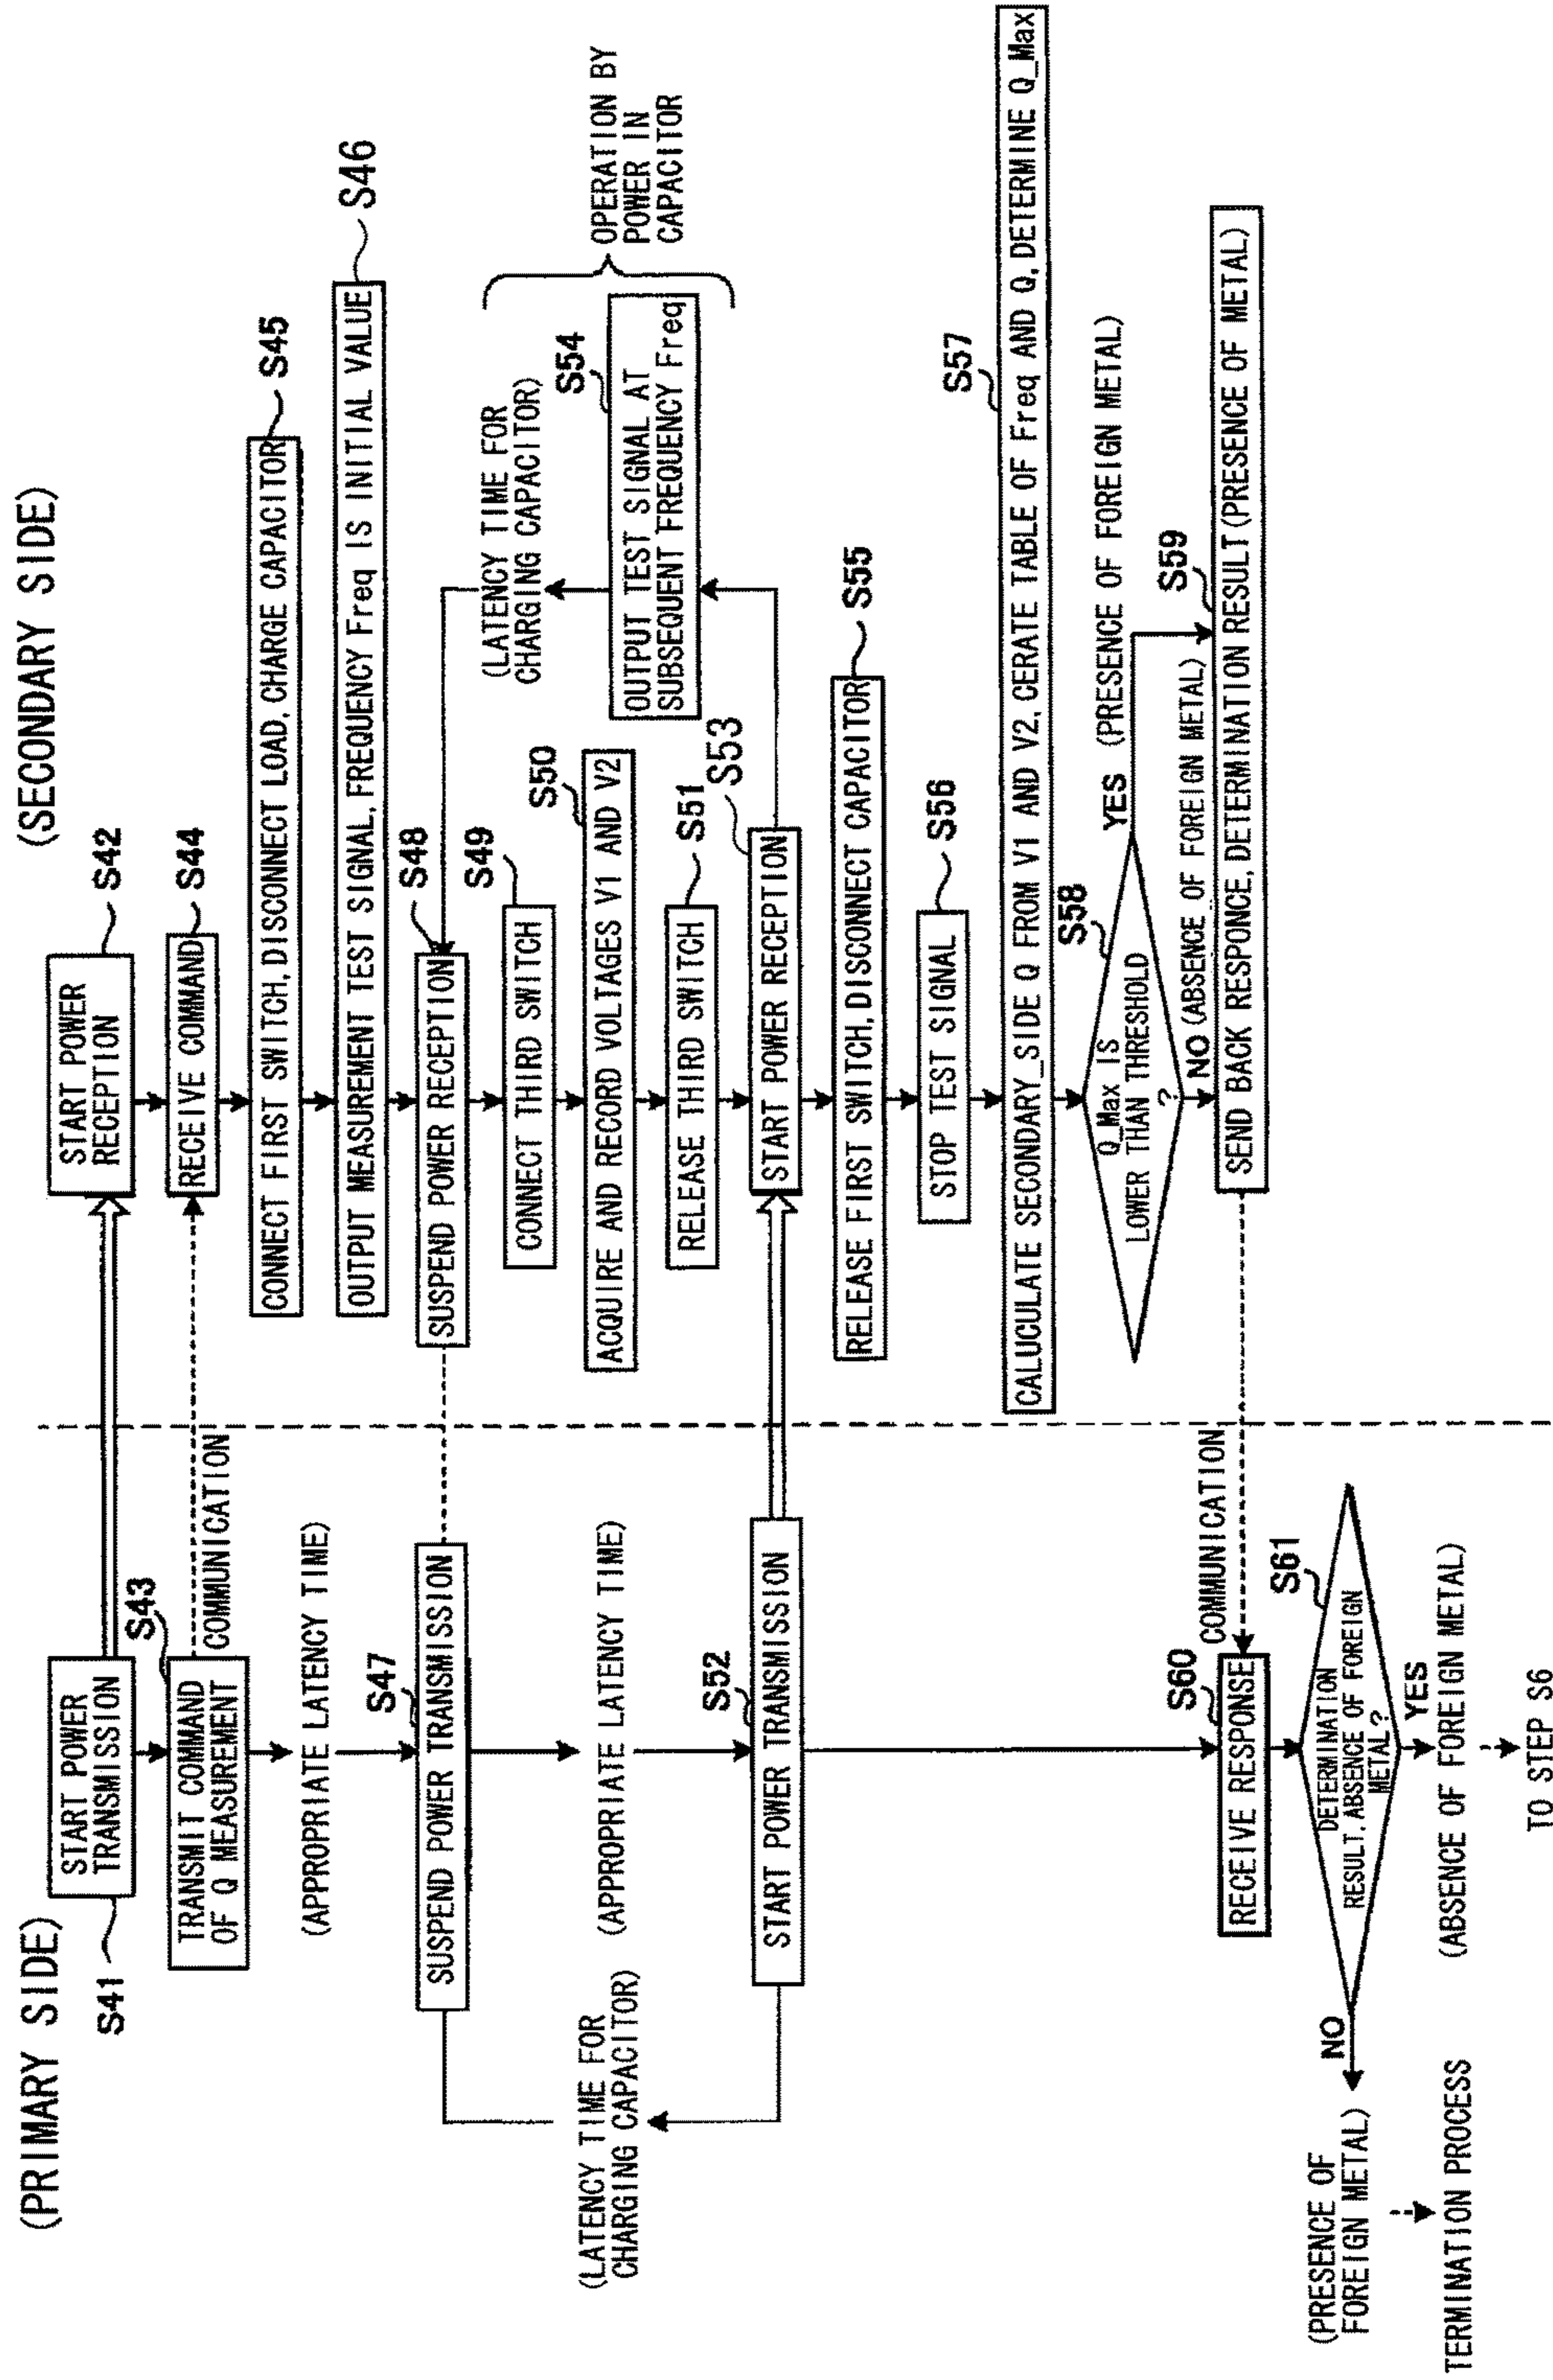 (PRIMARY SIDE)
(SECONDARY SIDE)
S41
START POWER
TRANSMISSION
START POWER
RECEPTION
S42
S43
TRANSMIT COMMAND
OF Q MEASUREMENT
COMMUNICATION
RECEIVE COMMAND
S44
(APPROPRIATE LATENCY TIME)
CONNECT FIRST SWITCH, DISCONNECT LOAD, CHARGE CAPACITOR
S45
OUTPUT MEASUREMENT TEST SIGNAL, FREQUENCY Freq IS INITIAL VALUE
S46
S47
SUSPEND POWER TRANSMISSION
S48
SUSPEND POWER RECEPTION
S49
CONNECT THIRD SWITCH
(LATENCY TIME FOR
CHARGING CAPACITOR)
S50
ACQUIRE AND RECORD VOLTAGES V1 AND V2
S54
OUTPUT TEST SIGNAL AT
SUBSEQUENT FREQUENCY Freq
OPERATION BY
POWER IN
CAPACITOR
(LATENCY TIME FOR
CHARGING CAPACITOR)
(APPROPRIATE LATENCY TIME)
RELEASE THIRD SWITCH
S51
S52
START POWER TRANSMISSION
START POWER RECEPTION
S53
RELEASE FIRST SWITCH, DISCONNECT CAPACITOR
S55
STOP TEST SIGNAL
S56
S57
CALUCULATE SECONDARY_SIDE Q FROM V1 AND V2, CERATE TABLE OF Freq AND Q, DETERMINE Q_Max
S58
Q_Max IS
LOWER THAN THRESHOLD
?
YES
(PRESENCE OF FOREIGN METAL)
NO
(ABSENCE OF FOREIGN METAL)
S59
SEND BACK RESPONCE, DETERMINATION RESULT (PRESENCE OF METAL)
COMMUNICATION
S60
RECEIVE RESPONSE
S61
DETERMINATION
RESULT, ABSENCE OF FOREIGN
METAL?
NO
(PRESENCE OF
FOREIGN METAL)
TERMINATION PROCESS
YES
(ABSENCE OF FOREIGN METAL)
TO STEP S6